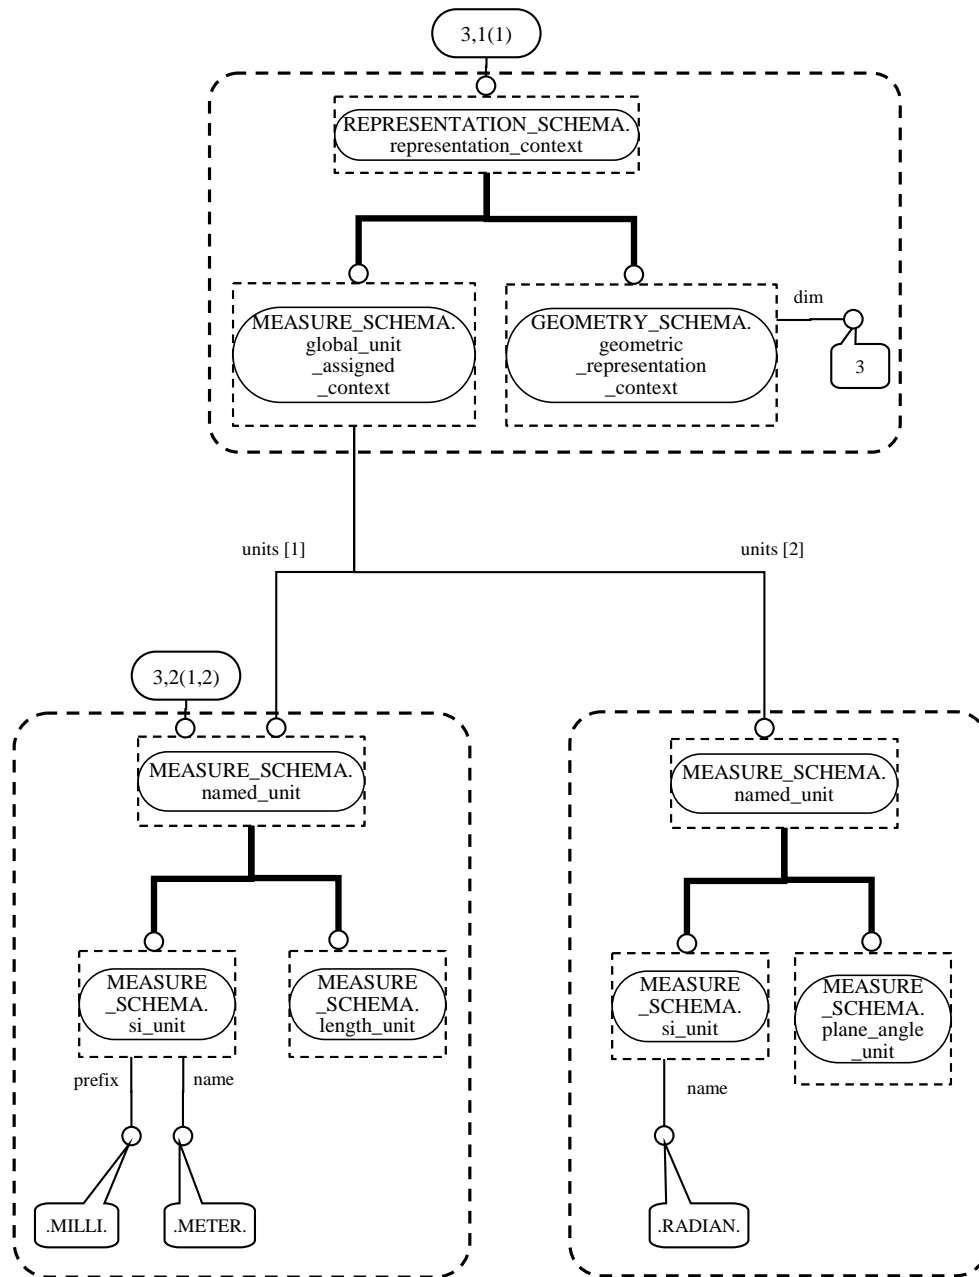 3,1(1)
REPRESENTATION_SCHEMA.
representation_context
MEASURE_SCHEMA.
global_unit
_assigned
_context
GEOMETRY_SCHEMA.
geometric
_representation
_context
dim
3
units [1]
units [2]
3,2(1,2)
MEASURE_SCHEMA.
named_unit
MEASURE_SCHEMA.
named_unit
MEASURE
_SCHEMA.
si_unit
MEASURE
_SCHEMA.
length_unit
MEASURE
_SCHEMA.
si_unit
MEASURE
_SCHEMA.
plane_angle
_unit
prefix
name
name
.MILLI.
.METER.
.RADIAN.